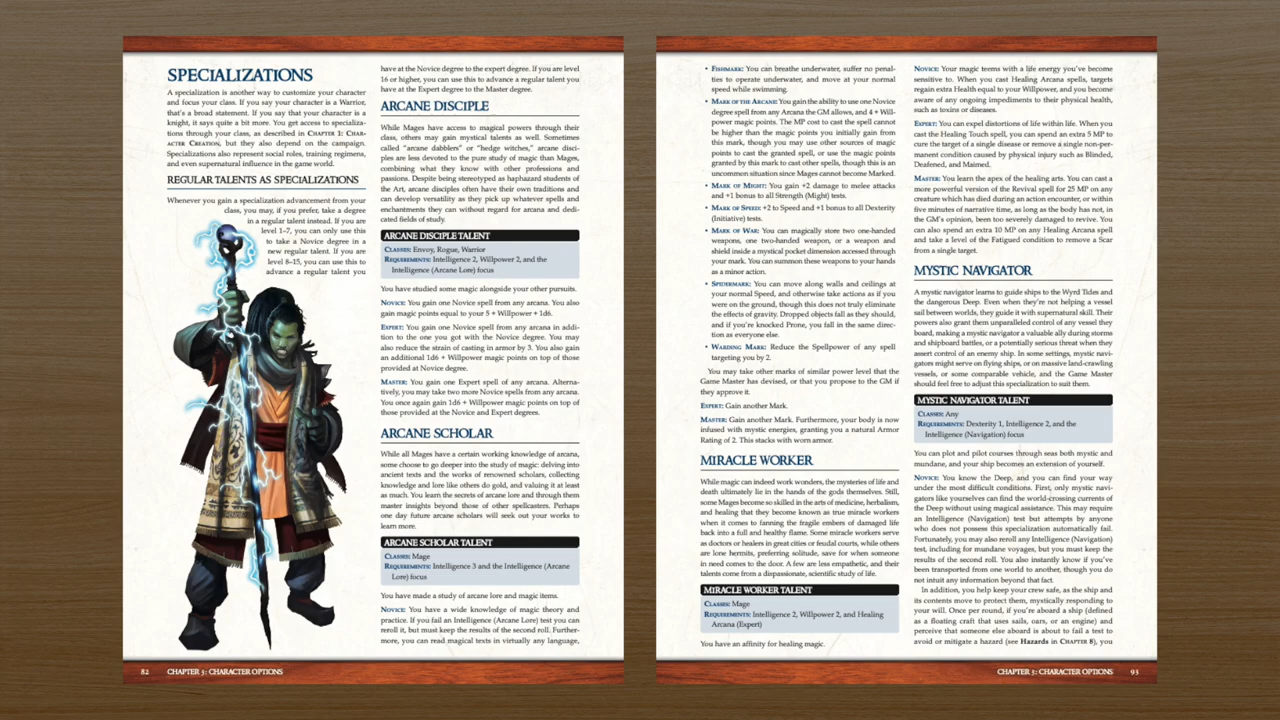 SPECIALIZATIONS
A specialization is another way to customize your character
and focus your class. If you say your character is a Warrior,
that's a broad statement. If you say that your character is a
knight, it says quite a bit more. You get access to specializa-
tions through your class, as described in CHAPTER 1: CHAR-
ACTER CREATION, but they also depend on the campaign.
Specializations also represent social roles, training regimens,
and even supernatural influence in the game world.
REGULAR TALENTS AS SPECIALIZATIONS
Whenever you gain a specialization advancement from your
class, you may, if you prefer, take a degree
in a regular talent instead. If you are
level 1–7, you can only use this
to take a Novice degree in a
new regular talent. If you are
level 8–15, you can use this to
advance a regular talent you
have at the Novice degree to the expert degree. If you are level
16 or higher, you can use this to advance a regular talent you
have at the Expert degree to the Master degree.
ARCANE DISCIPLE
While Mages have access to magical powers through their
class, others may gain mystical talents as well. Sometimes
called "arcane dabblers" or "hedge witches," arcane disci-
ples are less devoted to the pure study of magic than Mages,
combining what they know with other professions and
passions. Despite being stereotyped as haphazard students of
the Art, arcane disciples often have their own traditions and
can develop versatility as they pick up whatever spells and
enchantments they can without regard for arcana and dedi-
cated fields of study.
ARCANE DISCIPLE TALENT
CLASSES: Envoy, Rogue, Warrior
REQUIREMENTS: Intelligence 2, Willpower 2, and the
Intelligence (Arcane Lore) focus
You have studied some magic alongside your other pursuits.
NOVICE: You gain one Novice spell from any arcana. You also
gain magic points equal to your 5 + Willpower + 1d6.
EXPERT: You gain one Novice spell from any arcana in addi-
tion to the one you got with the Novice degree. You may
also reduce the strain of casting in armor by 3. You also gain
an additional 1d6 + Willpower magic points on top of those
provided at Novice degree.
MASTER: You gain one Expert spell of any arcana. Alterna-
tively, you may take two more Novice spells from any arcana.
You once again gain 1d6 + Willpower magic points on top of
those provided at the Novice and Expert degrees.
ARCANE SCHOLAR
While all Mages have a certain working knowledge of arcana,
some choose to go deeper into the study of magic: delving into
ancient texts and the works of renowned scholars, collecting
knowledge and lore like others do gold, and valuing it at least
as much. You learn the secrets of arcane lore and through them
master insights beyond those of other spellcasters. Perhaps
one day future arcane scholars will seek out your works to
learn more.
ARCANE SCHOLAR TALENT
CLASSES: Mage
REQUIREMENTS: Intelligence 3 and the Intelligence (Arcane
Lore) focus
You have made a study of arcane lore and magic items.
NOVICE: You have a wide knowledge of magic theory and
practice. If you fail an Intelligence (Arcane Lore) test you can
reroll it, but must keep the results of the second roll. Further-
more, you can read magical texts in virtually any language,
82 CHAPTER 3: CHARACTER OPTIONS
• FISHMARK: You can breathe underwater, suffer no penal-
ties to operate underwater, and move at your normal
speed while swimming.
• MARK OF THE ARCANE: You gain the ability to use one Novice
degree spell from any Arcana the GM allows, and 4 + Will-
power magic points. The MP cost to cast the spell cannot
be higher than the magic points you initially gain from
this mark, though you may use other sources of magic
points to cast the granted spell, or use the magic points
granted by this mark to cast other spells, though this is an
uncommon situation since Mages cannot become Marked.
• MARK OF MIGHT: You gain +2 damage to melee attacks
and +1 bonus to all Strength (Might) tests.
• MARK OF SPEED: +2 to Speed and +1 bonus to all Dexterity
(Initiative) tests.
• MARK OF WAR: You can magically store two one-handed
weapons, one two-handed weapon, or a weapon and
shield inside a mystical pocket dimension accessed through
your mark. You can summon these weapons to your hands
as a minor action.
• SPIDERMARK: You can move along walls and ceilings at
your normal Speed, and otherwise take actions as if you
were on the ground, though this does not truly eliminate
the effects of gravity. Dropped objects fall as they should,
and if you're knocked Prone, you fall in the same direc-
tion as everyone else.
• WARDING MARK: Reduce the Spellpower of any spell
targeting you by 2.
You may take other marks of similar power level that the
Game Master has devised, or that you propose to the GM if
they approve it.
EXPERT: Gain another Mark.
MASTER: Gain another Mark. Furthermore, your body is now
infused with mystic energies, granting you a natural Armor
Rating of 2. This stacks with worn armor.
MIRACLE WORKER
While magic can indeed work wonders, the mysteries of life and
death ultimately lie in the hands of the gods themselves. Still,
some Mages become so skilled in the arts of medicine, herbalism,
and healing that they become known as true miracle workers
when it comes to fanning the fragile embers of damaged life
back into a full and healthy flame. Some miracle workers serve
as doctors or healers in great cities or feudal courts, while others
are lone hermits, preferring solitude, save for when someone
in need comes to the door. A few are less empathetic, and their
talents come from a dispassionate, scientific study of life.
MIRACLE WORKER TALENT
CLASSES: Mage
REQUIREMENTS: Intelligence 2, Willpower 2, and Healing
Arcana (Expert)
You have an affinity for healing magic.
NOVICE: Your magic teems with a life energy you've become
sensitive to. When you cast Healing Arcana spells, targets
regain extra Health equal to your Willpower, and you become
aware of any ongoing impediments to their physical health,
such as toxins or diseases.
EXPERT: You can expel distortions of life within life. When you
cast the Healing Touch spell, you can spend an extra 5 MP to
cure the target of a single disease or remove a single non-per-
manent condition caused by physical injury such as Blinded,
Deafened, and Maimed.
MASTER: You learn the apex of the healing arts. You can cast a
more powerful version of the Revival spell for 25 MP on any
creature which has died during an action encounter, or within
five minutes of narrative time, as long as the body has not, in
the GM's opinion, been too severely damaged to revive. You
can also spend an extra 10 MP on any Healing Arcana spell
and take a level of the Fatigued condition to remove a Scar
from a single target.
MYSTIC NAVIGATOR
A mystic navigator learns to guide ships to the Wyrd Tides and
the dangerous Deep. Even when they're not helping a vessel
sail between worlds, they guide it with supernatural skill. Their
powers also grant them unparalleled control of any vessel they
board, making a mystic navigator a valuable ally during storms
and shipboard battles, or a potentially serious threat when they
assert control of an enemy ship. In some settings, mystic navi-
gators might serve on flying ships, or on massive land-crawling
vessels, or some comparable vehicle, and the Game Master
should feel free to adjust this specialization to suit them.
MYSTIC NAVIGATOR TALENT
CLASSES: Any
REQUIREMENTS: Dexterity 1, Intelligence 2, and the
Intelligence (Navigation) focus
You can plot and pilot courses through seas both mystic and
mundane, and your ship becomes an extension of yourself.
NOVICE: You know the Deep, and you can find your way
under the most difficult conditions. First, only mystic navi-
gators like yourselves can find the world-crossing currents of
the Deep without using magical assistance. This may require
an Intelligence (Navigation) test but attempts by anyone
who does not possess this specialization automatically fail.
Fortunately, you may also reroll any Intelligence (Navigation)
test, including for mundane voyages, but you must keep the
results of the second roll. You also instantly know if you've
been transported from one world to another, though you do
not intuit any information beyond that fact.
In addition, you help keep your crew safe, as the ship and
its contents move to protect them, mystically responding to
your will. Once per round, if you're aboard a ship (defined
as a floating craft that uses sails, oars, or an engine) and
perceive that someone else aboard is about to fail a test to
avoid or mitigate a hazard (see Hazards in CHAPTER 8), you
CHAPTER 3: CHARACTER OPTIONS 93